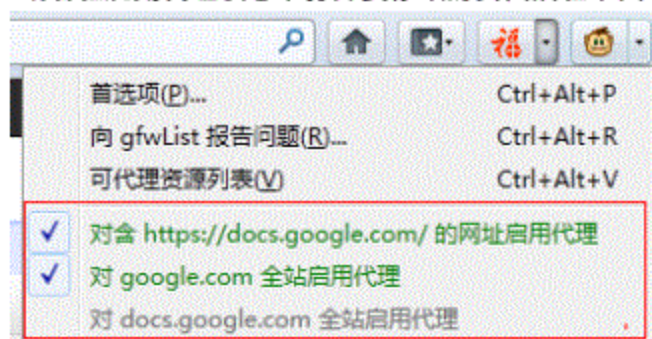 福
首选项(P)... Ctrl+Alt+P
向 gfwList 报告问题(R)... Ctrl+Alt+R
可代理资源列表(V) Ctrl+Alt+V
对含 https://docs.google.com/ 的网址启用代理
对 google.com 全站启用代理
对 docs.google.com 全站启用代理